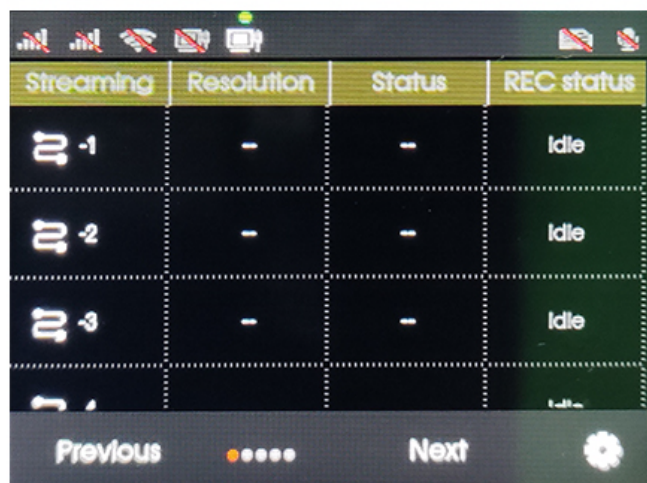 Streaming Resolution Status REC status
-1 -- -- Idle
-2 -- -- Idle
-3 -- -- Idle
Previous Next